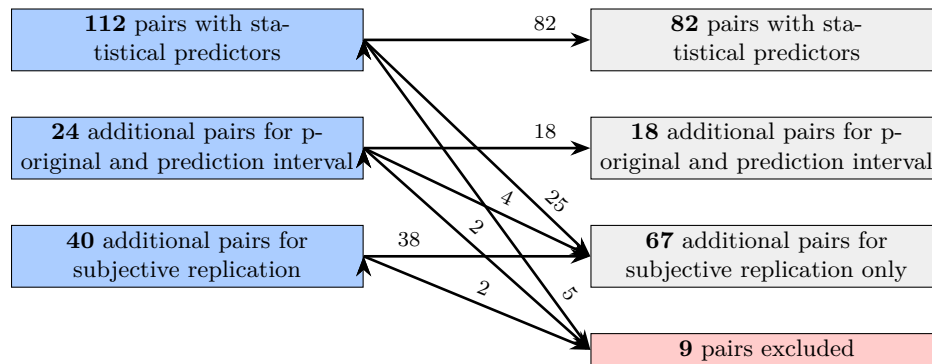 112 pairs with sta-
tistical predictors
82
82 pairs with sta-
tistical predictors
24 additional pairs for p-
original and prediction interval
18
18 additional pairs for p-
original and prediction interval
4
25
2
40 additional pairs for
subjective replication
38
67 additional pairs for
subjective replication only
2
5
9 pairs excluded